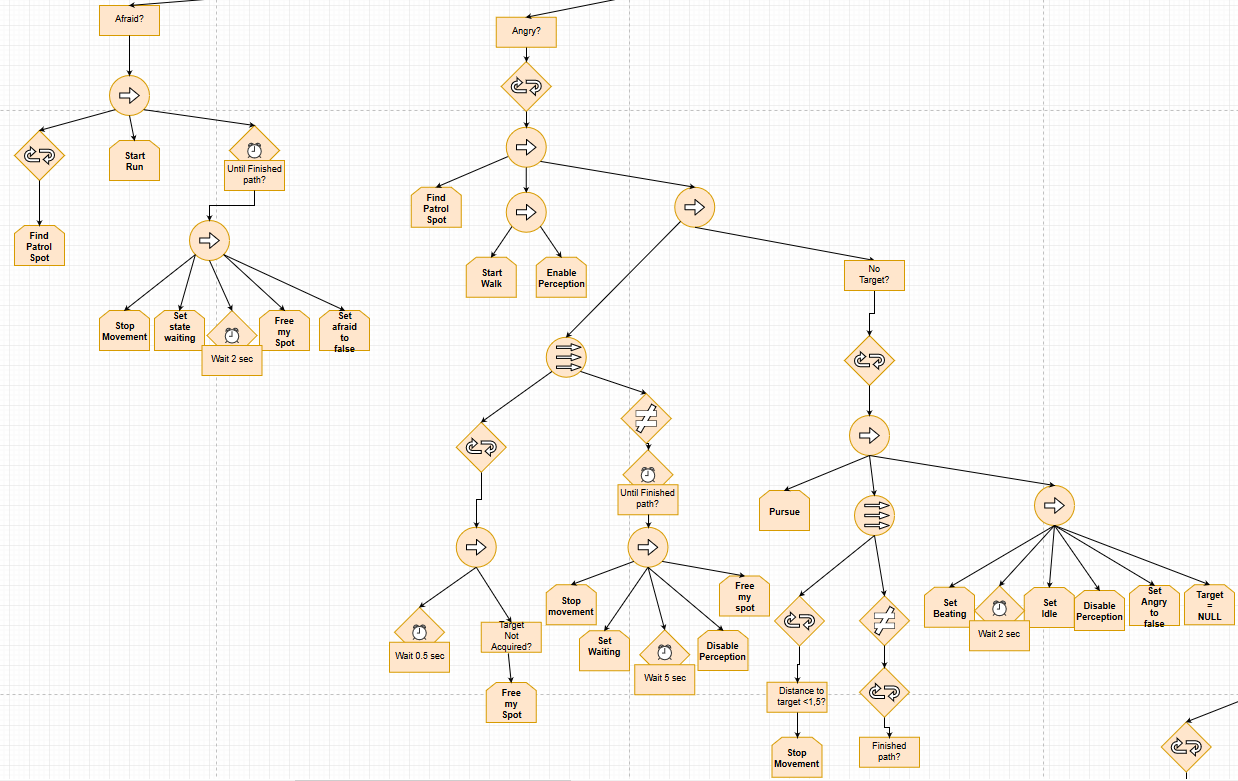 Afraid?
Start
Run
Until Finished
path?
Find
Patrol
Spot
Stop
Movement
Set
state
waiting
Wait 2 sec
Free
my
Spot
Set
afraid
to
false
Angry?
Find
Patrol
Spot
Start
Walk
Enable
Perception
No
Target?
Until Finished
path?
Wait 0.5 sec
Target
Not
Acquired?
Free
my
Spot
Stop
movement
Set
Waiting
Wait 5 sec
Disable
Perception
Free
my
spot
Pursue
Distance to
target <1,5?
Stop
Movement
Finished
path?
Set
Beating
Wait 2 sec
Set
Idle
Disable
Perception
Set
Angry
to
false
Target
=
NULL